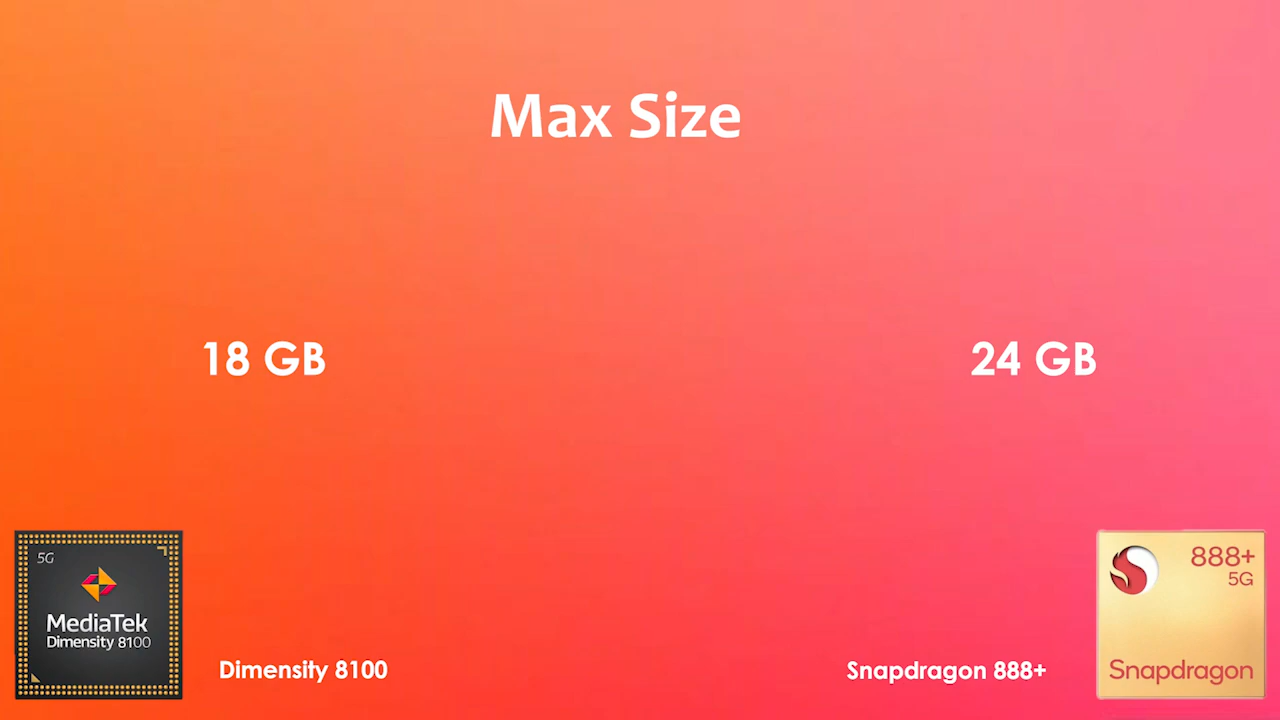 Max Size
18 GB
24 GB
5G
MediaTek
Dimensity 8100
Dimensity 8100
Snapdragon 888+
888+
5G
Snapdragon